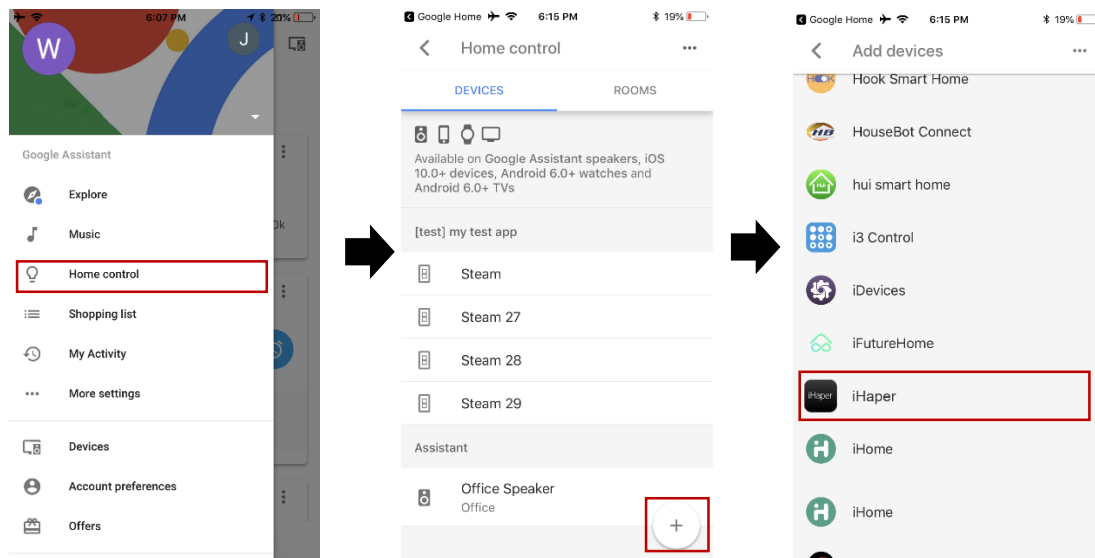 6:07 PM
20%
W
J
Google Assistant
Explore
Music
Home control
Shopping list
My Activity
More settings
Devices
Account preferences
Offers
Google Home
6:15 PM
19%
Home control
DEVICES
ROOMS
Available on Google Assistant speakers, iOS
10.0+ devices, Android 6.0+ watches and
Android 6.0+ TVs
[test] my test app
Steam
Steam 27
Steam 28
Steam 29
Assistant
Office Speaker
Office
+
Google Home
6:15 PM
19%
Add devices
HOOK
Hook Smart Home
HB
HouseBot Connect
HUI
hui smart home
i3 Control
iDevices
iFutureHome
iHaper
iHaper
iHome
iHome